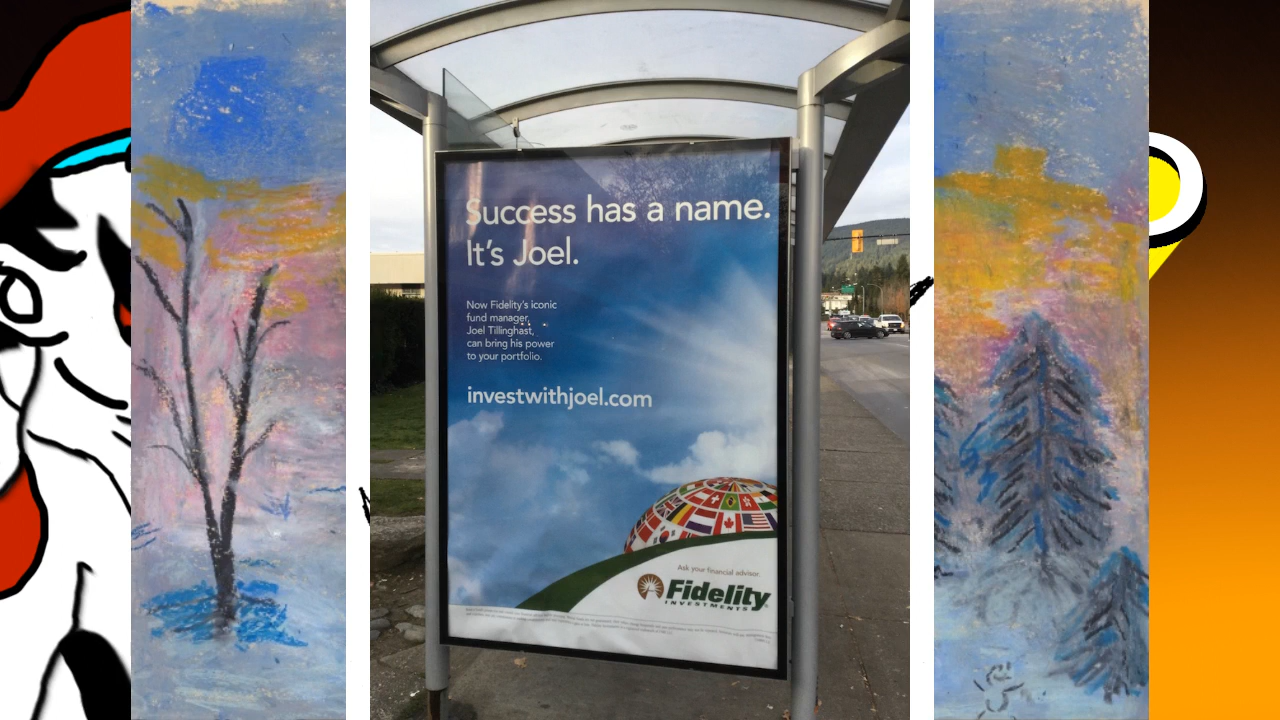 Success has a name.
It's Joel.
Now Fidelity's iconic
fund manager,
Joel Tillinghast,
can bring his power
to your portfolio.
investwithjoel.com
Ask your financial advisor.
Fidelity
INVESTMENTS